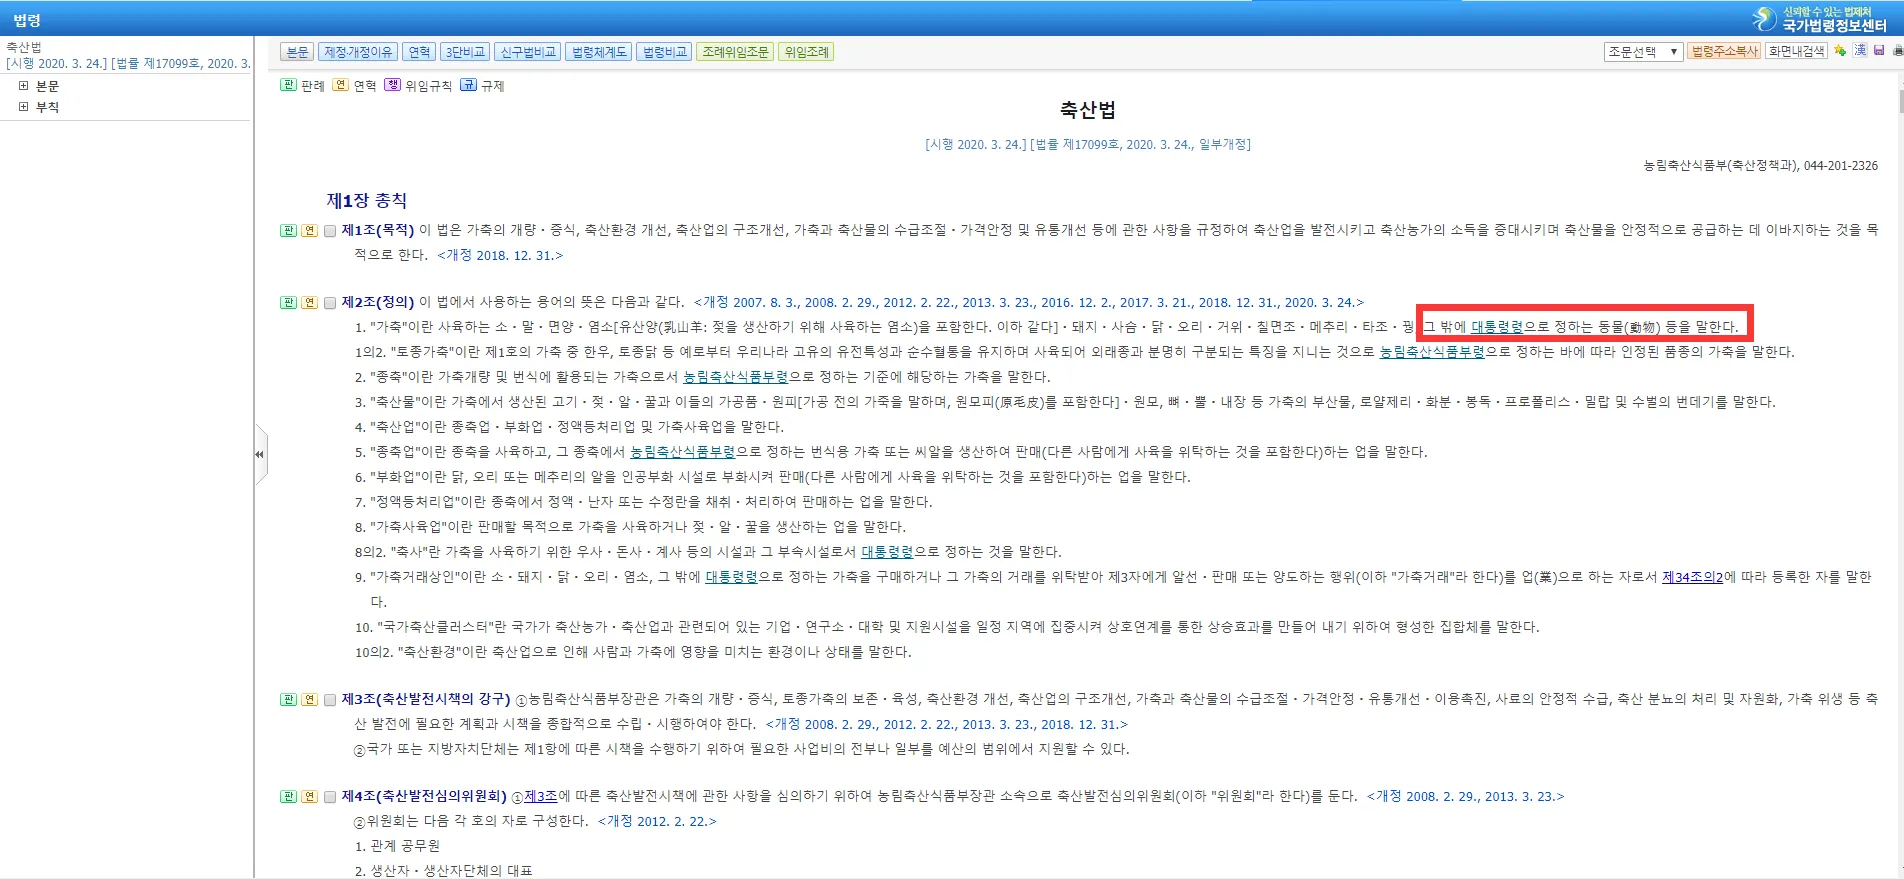 법령
신뢰할 수 있는 법제처
국가법령정보센터
축산법
[시행 2020. 3. 24.] [법률 제17099호, 2020. 3.
본문
부칙
본문 제정·개정이유 연혁 3단비교 신구법비교 법령체계도 법령비교 조례위임조문 위임조례
조문선택 ▼ 법령주소복사 화면내검색 漢
판 판례 연 연혁 행 위임규칙 규 규제
축산법
[시행 2020. 3. 24.] [법률 제17099호, 2020. 3. 24., 일부개정]
농림축산식품부(축산정책과), 044-201-2326
제1장 총칙
판 연 제1조(목적) 이 법은 가축의 개량ㆍ증식, 축산환경 개선, 축산업의 구조개선, 가축과 축산물의 수급조절ㆍ가격안정 및 유통개선 등에 관한 사항을 규정하여 축산업을 발전시키고 축산농가의 소득을 증대시키며 축산물을 안정적으로 공급하는 데 이바지하는 것을 목
적으로 한다. <개정 2018. 12. 31.>
판 연 제2조(정의) 이 법에서 사용하는 용어의 뜻은 다음과 같다. <개정 2007. 8. 3., 2008. 2. 29., 2012. 2. 22., 2013. 3. 23., 2016. 12. 2., 2017. 3. 21., 2018. 12. 31., 2020. 3. 24.>
1. "가축"이란 사육하는 소ㆍ말ㆍ면양ㆍ염소[유산양(乳山羊: 젖을 생산하기 위해 사육하는 염소)을 포함한다. 이하 같다]ㆍ돼지ㆍ사슴ㆍ닭ㆍ오리ㆍ거위ㆍ칠면조ㆍ메추리ㆍ타조ㆍ꿩, 그 밖에 대통령령으로 정하는 동물(動物) 등을 말한다.
1의2. "토종가축"이란 제1호의 가축 중 한우, 토종닭 등 예로부터 우리나라 고유의 유전특성과 순수혈통을 유지하며 사육되어 외래종과 분명히 구분되는 특징을 지니는 것으로 농림축산식품부령으로 정하는 바에 따라 인정된 품종의 가축을 말한다.
2. "종축"이란 가축개량 및 번식에 활용되는 가축으로서 농림축산식품부령으로 정하는 기준에 해당하는 가축을 말한다.
3. "축산물"이란 가축에서 생산된 고기ㆍ젖ㆍ알ㆍ꿀과 이들의 가공품ㆍ원피[가공 전의 가죽을 말하며, 원모피(原毛皮)를 포함한다]ㆍ원모, 뼈ㆍ뿔ㆍ내장 등 가축의 부산물, 로얄제리ㆍ화분ㆍ봉독ㆍ프로폴리스ㆍ밀랍 및 수벌의 번데기를 말한다.
4. "축산업"이란 종축업ㆍ부화업ㆍ정액등처리업 및 가축사육업을 말한다.
5. "종축업"이란 종축을 사육하고, 그 종축에서 농림축산식품부령으로 정하는 번식용 가축 또는 씨알을 생산하여 판매(다른 사람에게 사육을 위탁하는 것을 포함한다)하는 업을 말한다.
6. "부화업"이란 닭, 오리 또는 메추리의 알을 인공부화 시설로 부화시켜 판매(다른 사람에게 사육을 위탁하는 것을 포함한다)하는 업을 말한다.
7. "정액등처리업"이란 종축에서 정액ㆍ난자 또는 수정란을 채취ㆍ처리하여 판매하는 업을 말한다.
8. "가축사육업"이란 판매할 목적으로 가축을 사육하거나 젖ㆍ알ㆍ꿀을 생산하는 업을 말한다.
8의2. "축사"란 가축을 사육하기 위한 우사ㆍ돈사ㆍ계사 등의 시설과 그 부속시설로서 대통령령으로 정하는 것을 말한다.
9. "가축거래상인"이란 소ㆍ돼지ㆍ닭ㆍ오리ㆍ염소, 그 밖에 대통령령으로 정하는 가축을 구매하거나 그 가축의 거래를 위탁받아 제3자에게 알선ㆍ판매 또는 양도하는 행위(이하 "가축거래"라 한다)를 업(業)으로 하는 자로서 제34조의2에 따라 등록한 자를 말한
다.
10. "국가축산클러스터"란 국가가 축산농가ㆍ축산업과 관련되어 있는 기업ㆍ연구소ㆍ대학 및 지원시설을 일정 지역에 집중시켜 상호연계를 통한 상승효과를 만들어 내기 위하여 형성한 집합체를 말한다.
10의2. "축산환경"이란 축산업으로 인해 사람과 가축에 영향을 미치는 환경이나 상태를 말한다.
판 연 제3조(축산발전시책의 강구) ①농림축산식품부장관은 가축의 개량ㆍ증식, 토종가축의 보존ㆍ육성, 축산환경 개선, 축산업의 구조개선, 가축과 축산물의 수급조절ㆍ가격안정ㆍ유통개선ㆍ이용촉진, 사료의 안정적 수급, 축산 분뇨의 처리 및 자원화, 가축 위생 등 축
산 발전에 필요한 계획과 시책을 종합적으로 수립ㆍ시행하여야 한다. <개정 2008. 2. 29., 2012. 2. 22., 2013. 3. 23., 2018. 12. 31.>
②국가 또는 지방자치단체는 제1항에 따른 시책을 수행하기 위하여 필요한 사업비의 전부나 일부를 예산의 범위에서 지원할 수 있다.
판 연 제4조(축산발전심의위원회) ①제3조에 따른 축산발전시책에 관한 사항을 심의하기 위하여 농림축산식품부장관 소속으로 축산발전심의위원회(이하 "위원회"라 한다)를 둔다. <개정 2008. 2. 29., 2013. 3. 23.>
②위원회는 다음 각 호의 자로 구성한다. <개정 2012. 2. 22.>
1. 관계 공무원
2. 생산자ㆍ생산자단체의 대표